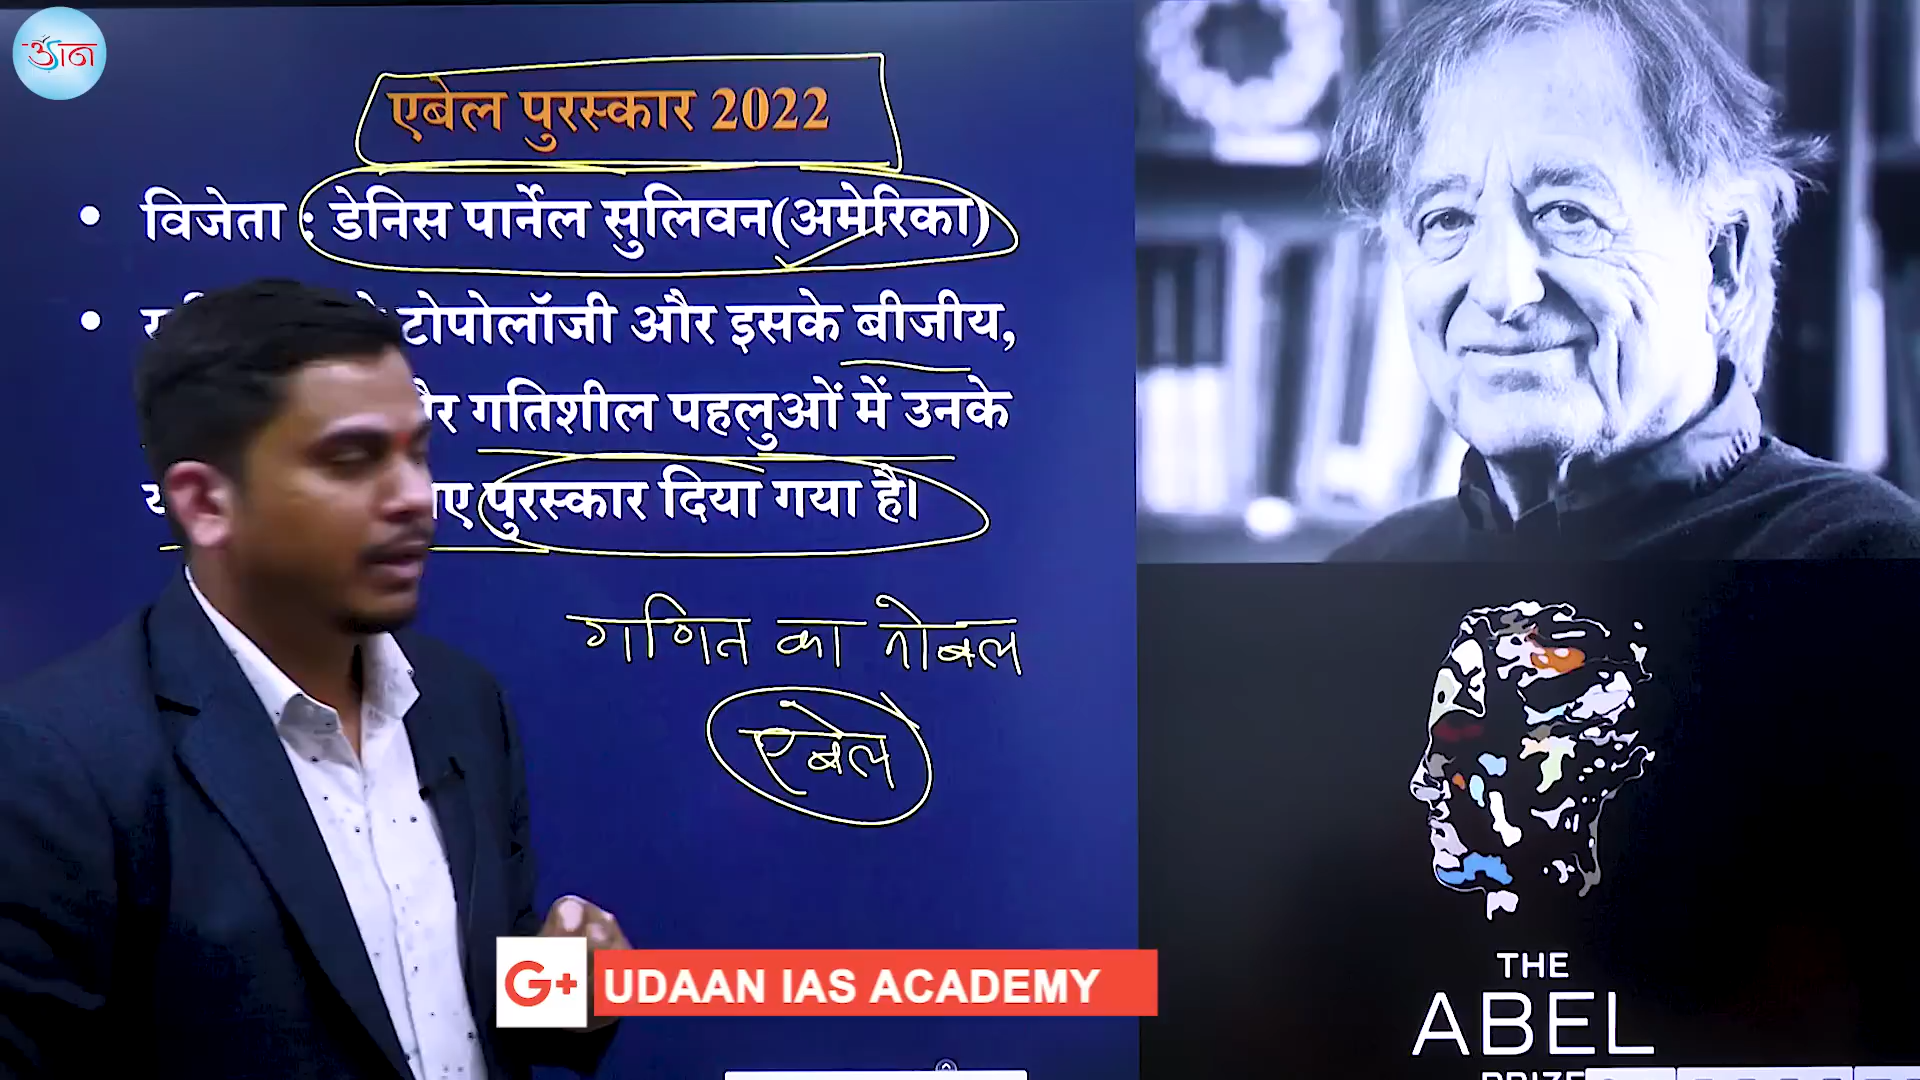 उड़ान
एबेल पुरस्कार 2022
• विजेता : डेनिस पार्नेल सुलिवन(अमेरिका)
• टोपोलॉजी और इसके बीजीय,
गतिशील पहलुओं में उनके
पुरस्कार दिया गया है।
गणित का नोबल
एबेल
G+ UDAAN IAS ACADEMY
THE
ABEL
PRIZE